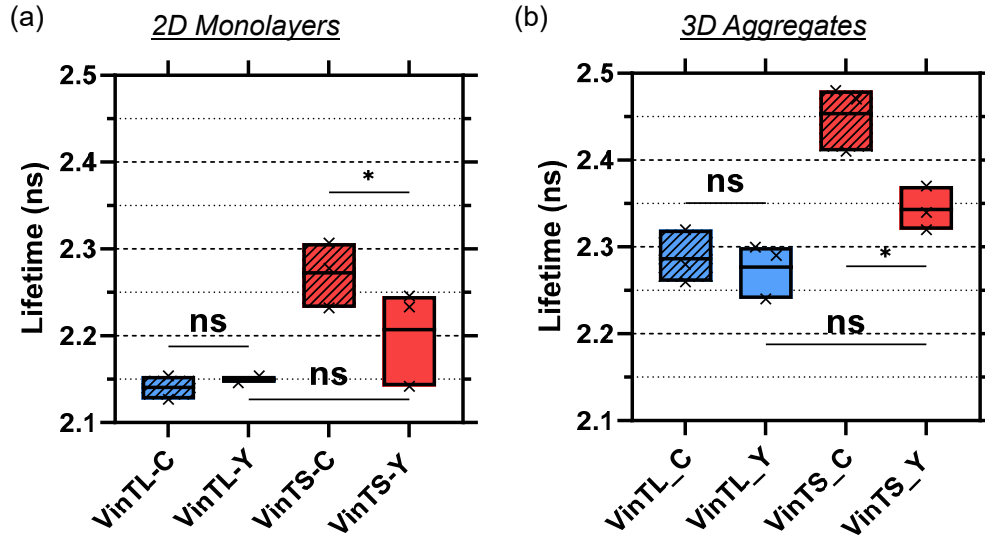 (a)
2D Monolayers
Lifetime (ns)
2.5
2.4
2.3
2.2
2.1
*
ns
ns
VinTL-C
VinTL-Y
VinTS-C
VinTS-Y
(b)
3D Aggregates
Lifetime (ns)
2.5
2.4
2.3
2.2
2.1
ns
*
ns
VinTL_C
VinTL_Y
VinTS_C
VinTS_Y